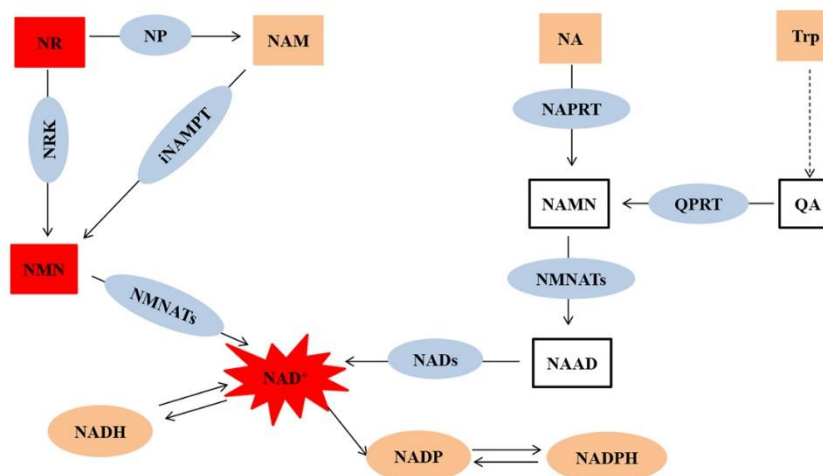 NR
NP
NAM
NA
Trp
NRK
iNAMPT
NAPRT
NAMN
QPRT
QA
NMN
NMNATs
NMNATs
NAD⁺
NADs
NAAD
NADH
NADP
NADPH